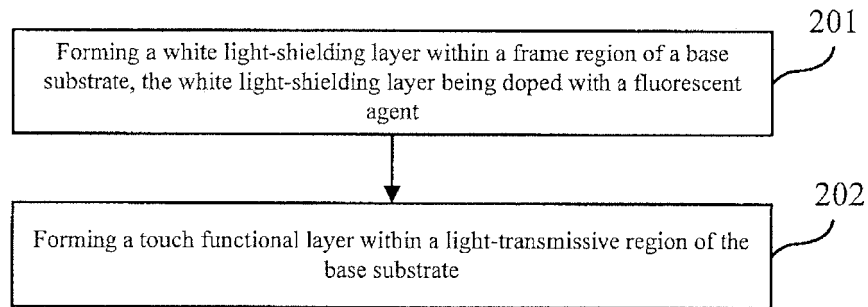 201
Forming a white light-shielding layer within a frame region of a base
substrate, the white light-shielding layer being doped with a fluorescent
agent
202
Forming a touch functional layer within a light-transmissive region of the
base substrate